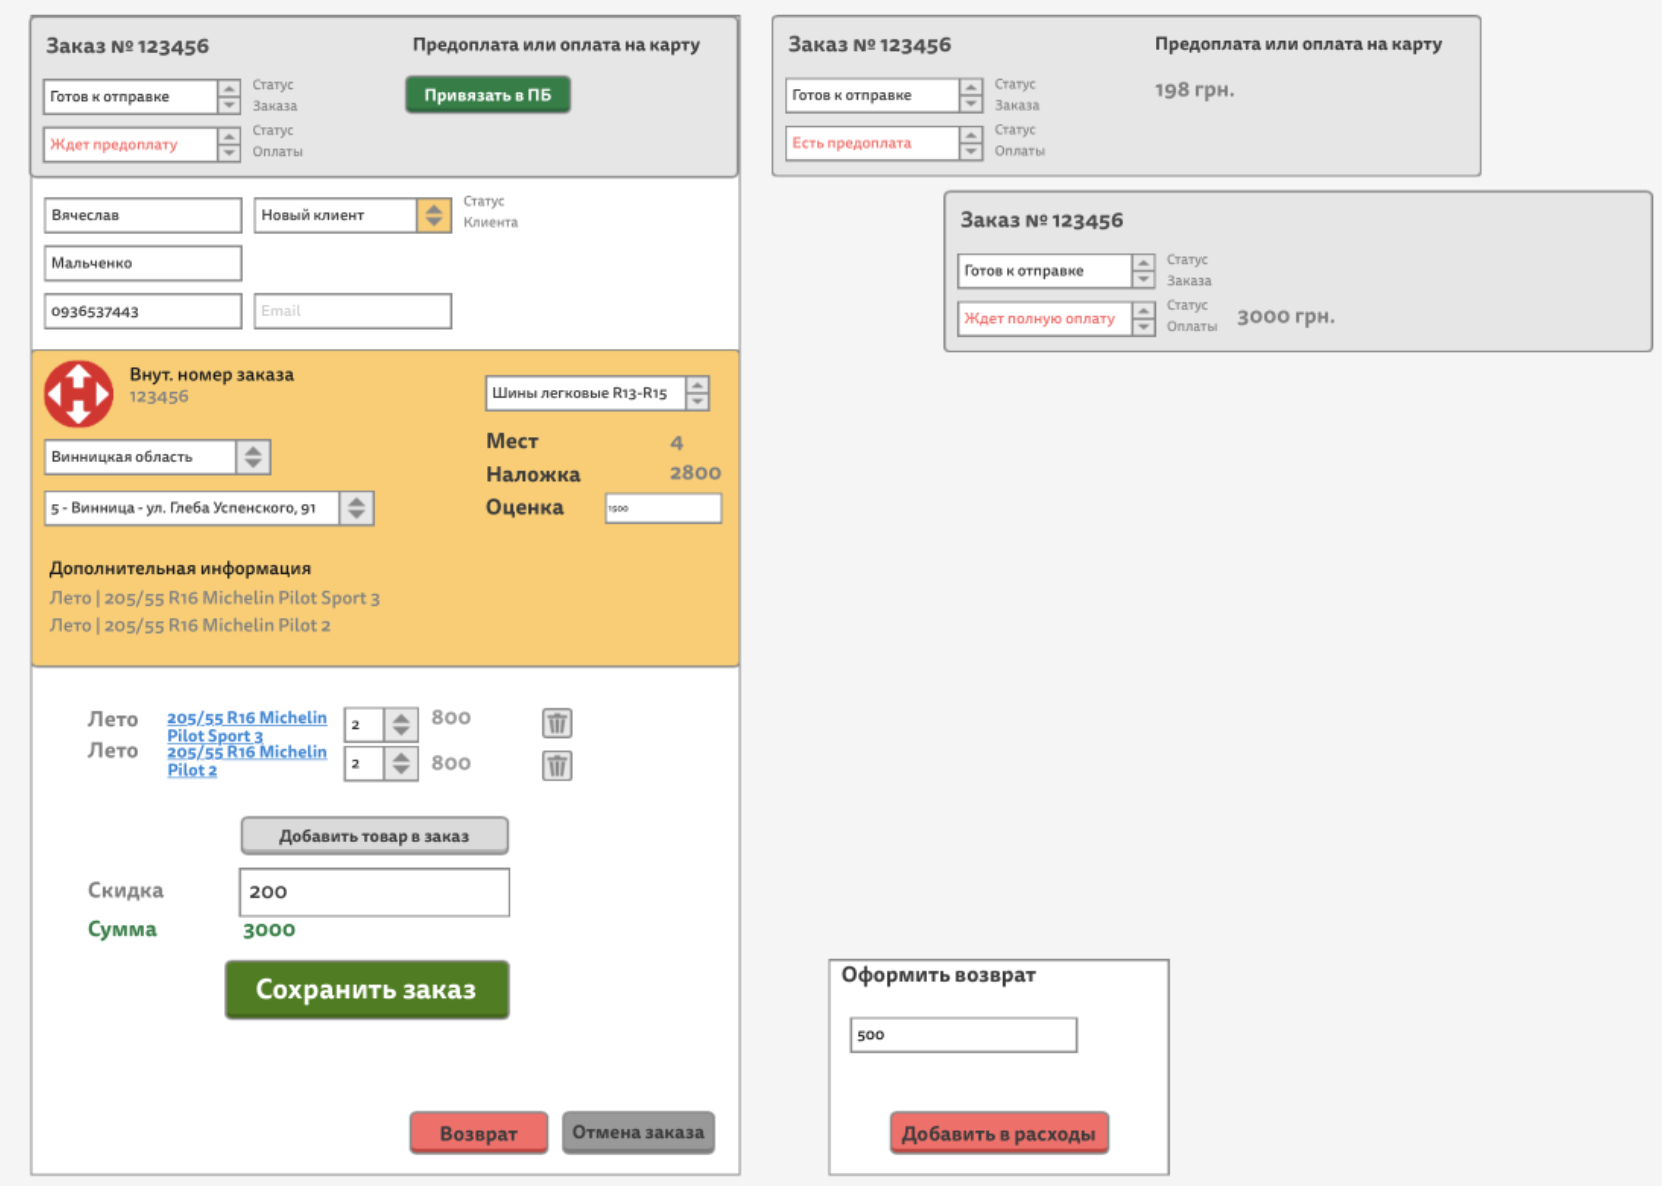 Заказ № 123456
Предоплата или оплата на карту
Готов к отправке
Статус
Заказа
Привязать в ПБ
Ждет предоплату
Статус
Оплаты
Вячеслав
Новый клиент
Статус
Клиента
Мальченко
0936537443
Email
Внут. номер заказа
123456
Шины легковые R13-R15
Винницкая область
Мест 4
Наложка 2800
5 - Винница - ул. Глеба Успенского, 91
Оценка 1500
Дополнительная информация
Лето | 205/55 R16 Michelin Pilot Sport 3
Лето | 205/55 R16 Michelin Pilot 2
Лето
205/55 R16 Michelin
Pilot Sport 3
2
800
Лето
205/55 R16 Michelin
Pilot 2
2
800
Добавить товар в заказ
Скидка 200
Сумма 3000
Сохранить заказ
Возврат
Отмена заказа
Заказ № 123456
Предоплата или оплата на карту
Готов к отправке
Статус
Заказа
198 грн.
Есть предоплата
Статус
Оплаты
Заказ № 123456
Готов к отправке
Статус
Заказа
Ждет полную оплату
Статус
Оплаты
3000 грн.
Оформить возврат
500
Добавить в расходы